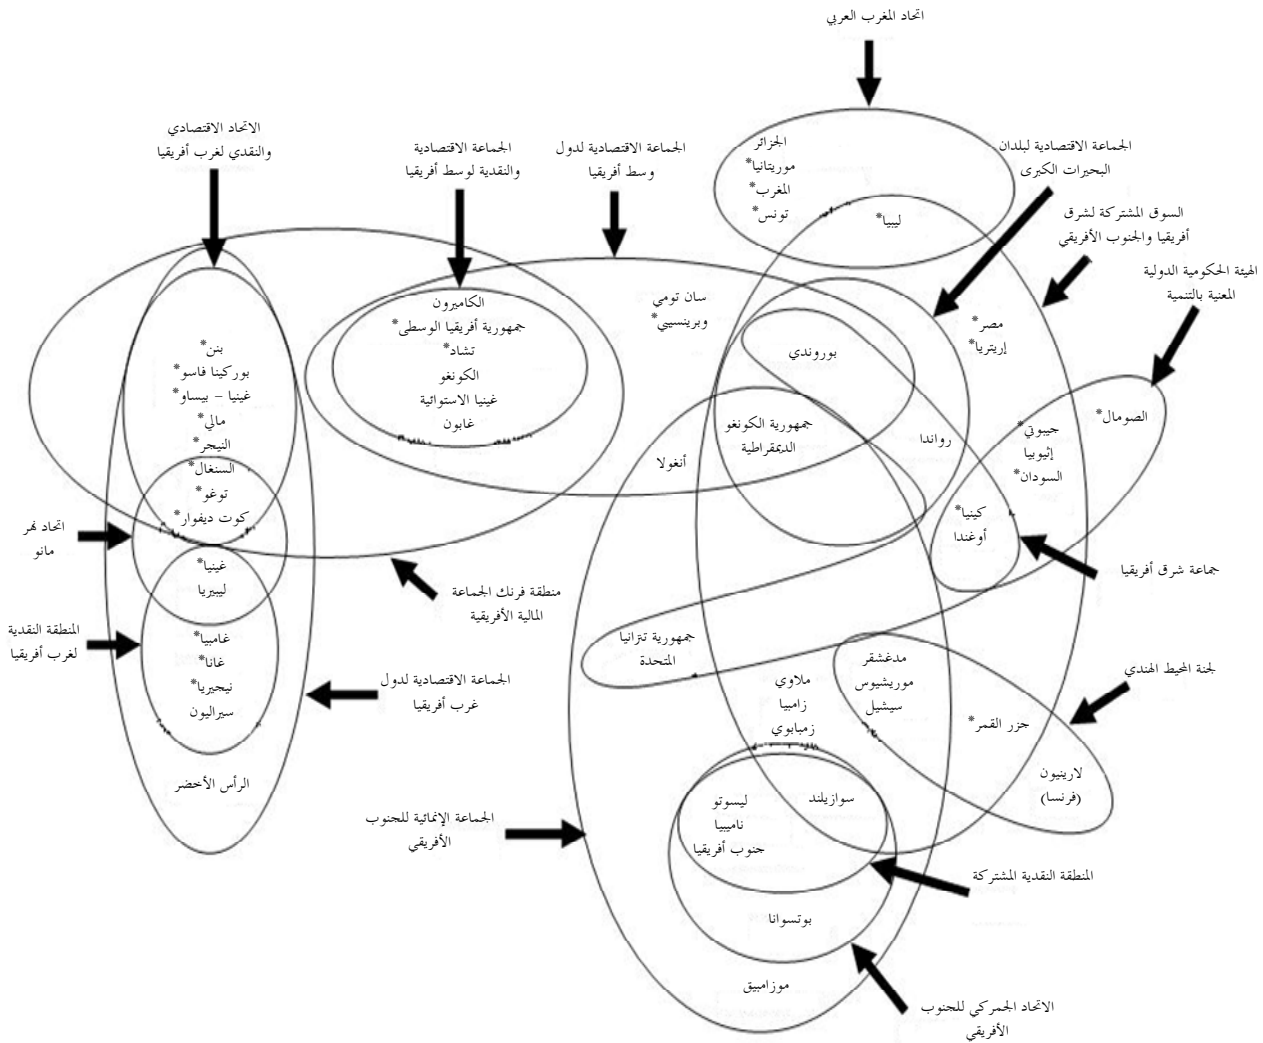 اتحاد المغرب العربي
الاتحاد الاقتصادي
والنقدي لغرب أفريقيا
الجماعة الاقتصادية
والنقدية لوسط أفريقيا
الجماعة الاقتصادية لدول
وسط أفريقيا
الجماعة الاقتصادية لبلدان
البحيرات الكبرى
السوق المشتركة لشرق
أفريقيا والجنوب الأفريقي
الهيئة الحكومية الدولية
المعنية بالتنمية
الجزائر
موريتانيا*
المغرب*
تونس*
ليبيا*
سان تومي
وبرينسيبي*
مصر*
إريتريا*
الكاميرون
جمهورية أفريقيا الوسطى*
تشاد*
الكونغو
غينيا الاستوائية
غابون
بنن*
بوركينا فاسو*
غينيا – بيساو*
مالي*
النيجر*
السنغال*
توغو*
كوت ديفوار*
بوروندي
جمهورية الكونغو
الديمقراطية
رواندا
أنغولا
الصومال*
جيبوتي*
إثيوبيا
السودان*
كينيا*
أوغندا
اتحاد نهر
مانو
غينيا*
ليبيريا
منطقة فرنك الجماعة
المالية الأفريقية
جماعة شرق أفريقيا
المنطقة النقدية
لغرب أفريقيا
غامبيا*
غانا*
نيجيريا*
سيراليون
الجماعة الاقتصادية لدول
غرب أفريقيا
جمهورية تنزانيا
المتحدة
ملاوي
زامبيا
زمبابوي
مدغشقر
موريشيوس
سيشيل
جزر القمر*
لجنة المحيط الهندي
لارينيون
(فرنسا)
الرأس الأخضر
الجماعة الإنمائية للجنوب
الأفريقي
ليسوتو
ناميبيا
جنوب أفريقيا
سوازيلند
المنطقة النقدية المشتركة
بوتسوانا
موزامبيق
الاتحاد الجمركي للجنوب
الأفريقي